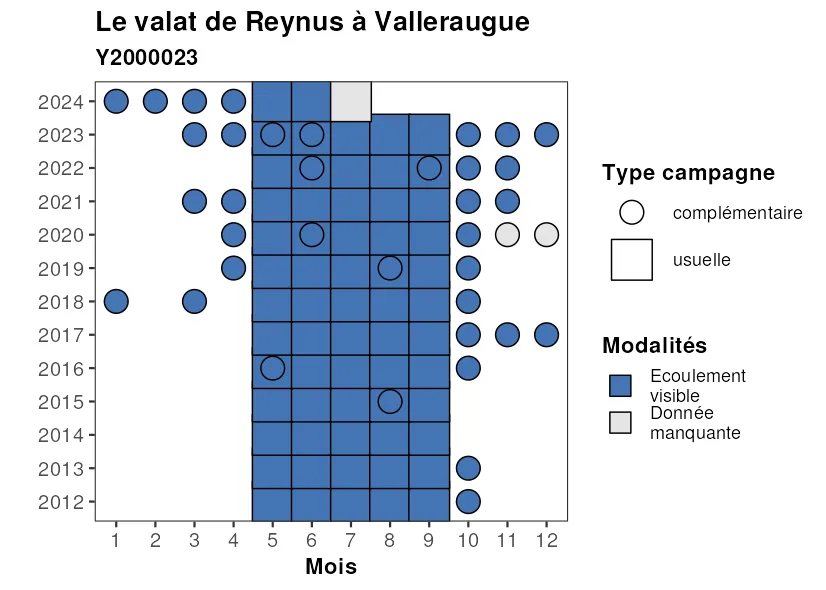 Le valat de Reynus à Valleraugue
Y2000023
2024
2023
2022
2021
2020
2019
2018
2017
2016
2015
2014
2013
2012
1 2 3 4 5 6 7 8 9 10 11 12
Mois
Type campagne
complémentaire
usuelle
Modalités
Ecoulement
visible
Donnée
manquante